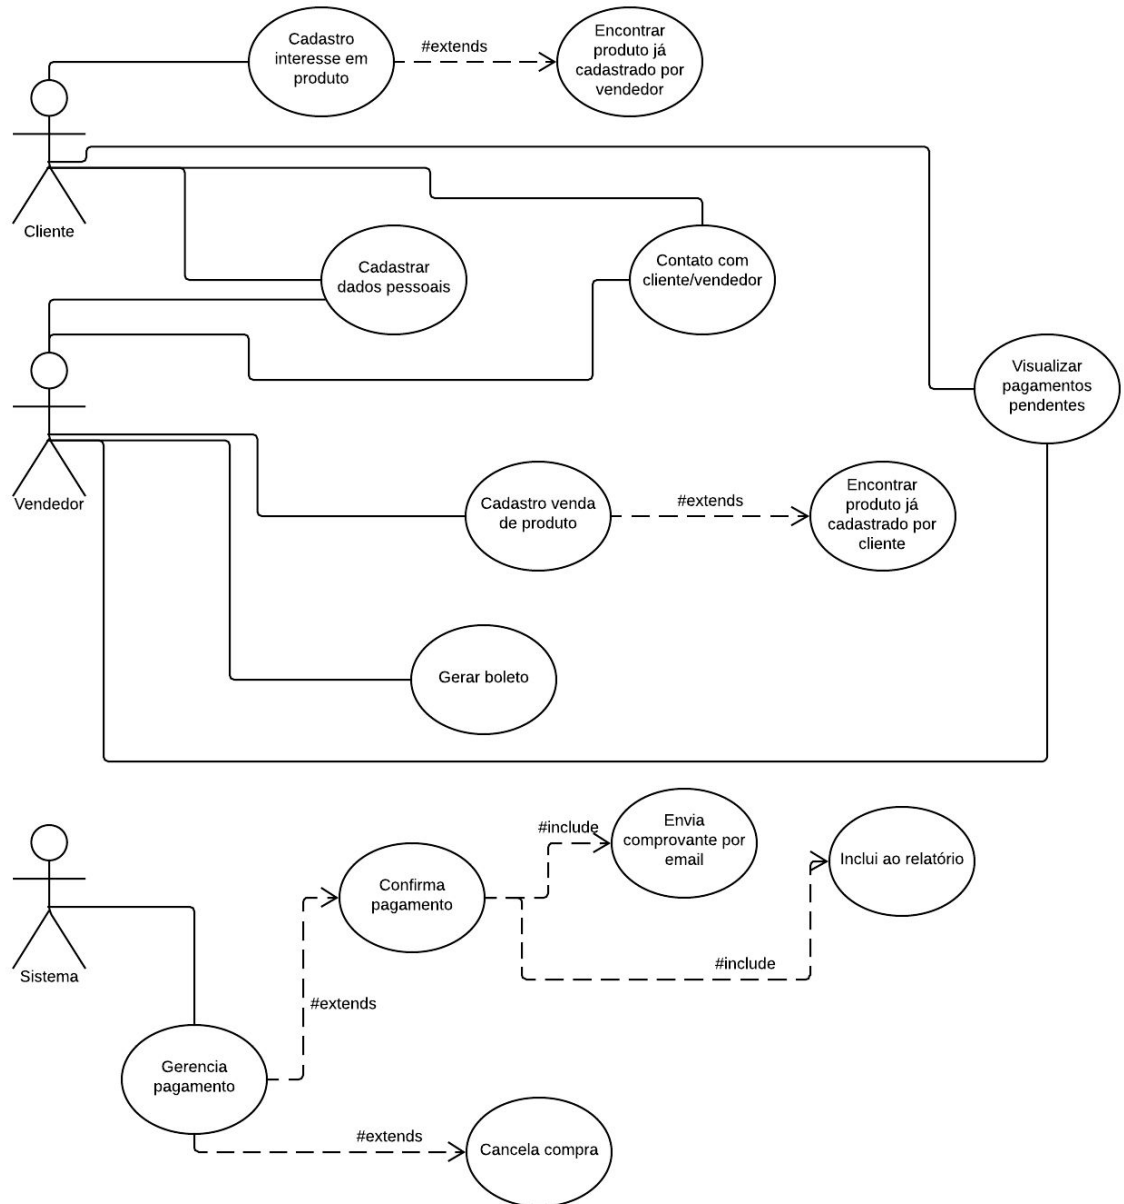 Cadastro
interesse em
produto
#extends
Encontrar
produto já
cadastrado por
vendedor
Cliente
Cadastrar
dados pessoais
Contato com
cliente/vendedor
Visualizar
pagamentos
pendentes
Vendedor
Cadastro venda
de produto
#extends
Encontrar
produto já
cadastrado por
cliente
Gerar boleto
Sistema
Confirma
pagamento
#include
Envia
comprovante por
email
Inclui ao relatório
#include
#extends
Gerencia
pagamento
#extends
Cancela compra